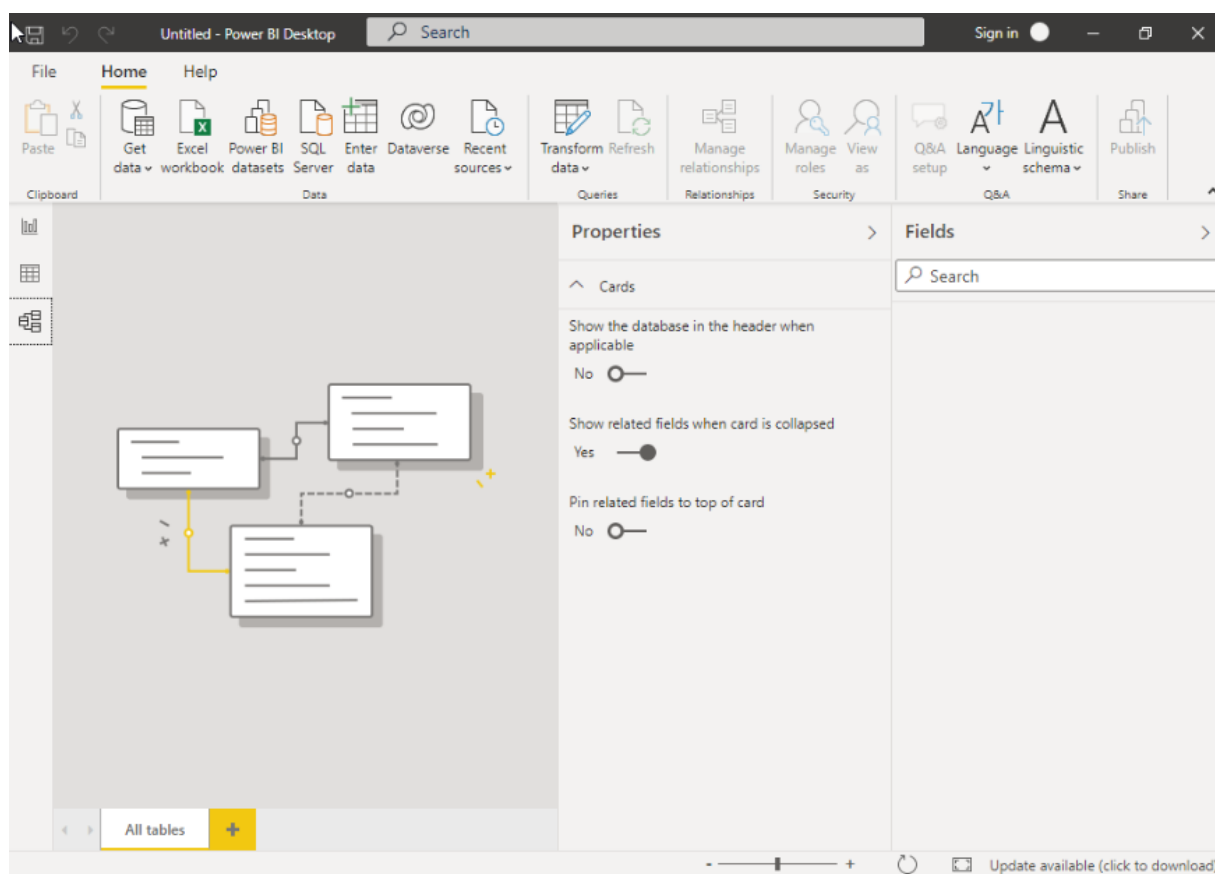 Untitled - Power BI Desktop
Search
Sign in
File Home Help
Paste
Get data
Excel workbook
Power BI datasets
SQL Server
Enter data
Dataverse
Recent sources
Transform data
Refresh
Manage relationships
Manage roles
View as
Q&A setup
Language
Linguistic schema
Publish
Clipboard
Data
Queries
Relationships
Security
Q&A
Share
Properties
Fields
Search
Cards
Show the database in the header when
applicable
No
Show related fields when card is collapsed
Yes
Pin related fields to top of card
No
All tables
Update available (click to download)